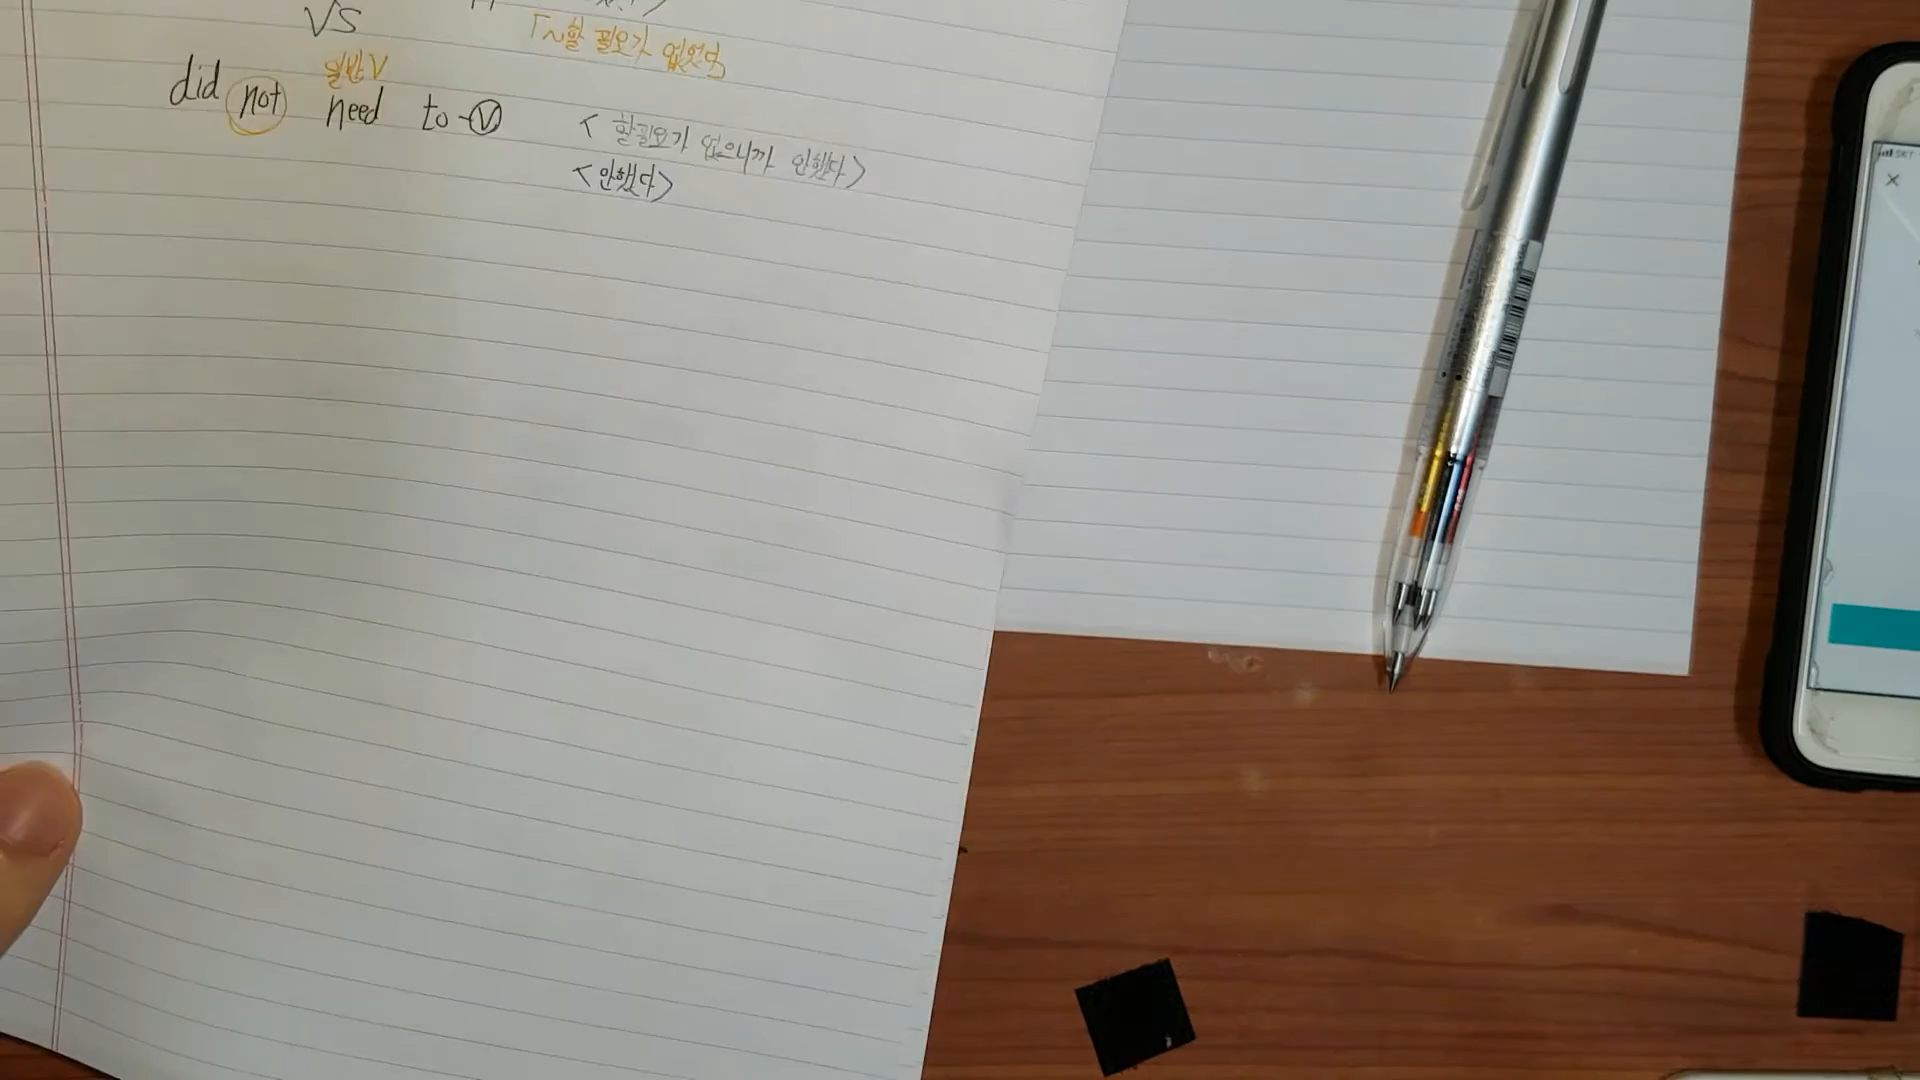 VS
「~할 필요가 없었다
일반V
did not need to-Ⓥ
< 할필요가 없으니까 안했다>
<안했다>
SKT
×